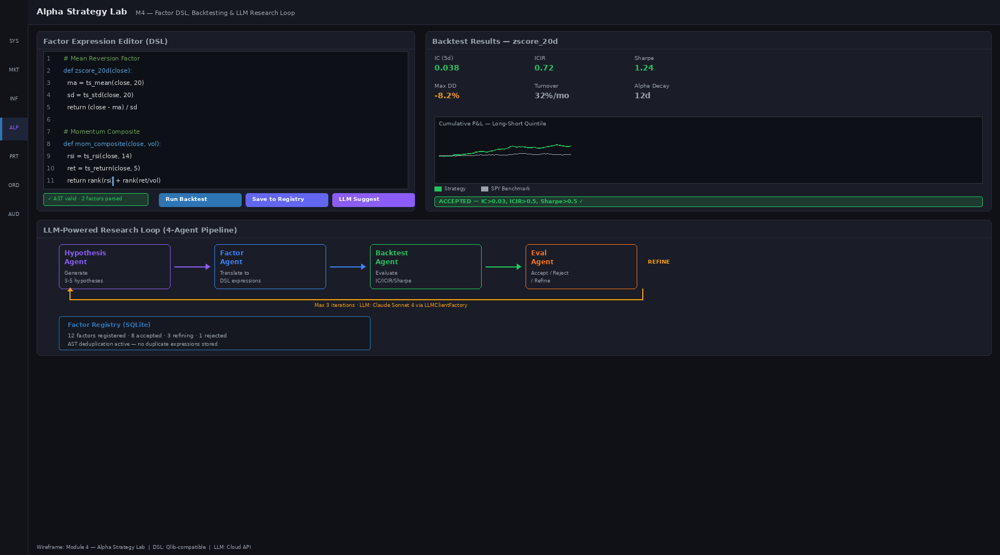 Alpha Strategy Lab M4 — Factor DSL, Backtesting & LLM Research Loop
SYS
MKT
INF
ALP
PRT
ORD
AUD
Factor Expression Editor (DSL)
1 # Mean Reversion Factor
2 def zscore_20d(close):
3 ma = ts_mean(close, 20)
4 sd = ts_std(close, 20)
5 return (close - ma) / sd
6
7 # Momentum Composite
8 def mom_composite(close, vol):
9 rsi = ts_rsi(close, 14)
10 ret = ts_return(close, 5)
11 return rank(rsi) + rank(ret/vol)
✓ AST valid · 2 factors parsed
Run Backtest
Save to Registry
LLM Suggest
Backtest Results — zscore_20d
IC (5d) ICIR Sharpe
0.038 0.72 1.24
Max DD Turnover Alpha Decay
-8.2% 32%/mo 12d
Cumulative P&L — Long-Short Quintile
Strategy SPY Benchmark
ACCEPTED — IC>0.03, ICIR>0.5, Sharpe>0.5 ✓
LLM-Powered Research Loop (4-Agent Pipeline)
Hypothesis
Agent
Generate
3-5 hypotheses
Factor
Agent
Translate to
DSL expressions
Backtest
Agent
Evaluate
IC/ICIR/Sharpe
Eval
Agent
Accept / Reject
/ Refine
REFINE
Max 3 iterations · LLM: Claude Sonnet 4 via LLMClientFactory
Factor Registry (SQLite)
12 factors registered · 8 accepted · 3 refining · 1 rejected
AST deduplication active — no duplicate expressions stored
Wireframe: Module 4 — Alpha Strategy Lab | DSL: Qlib-compatible | LLM: Cloud API